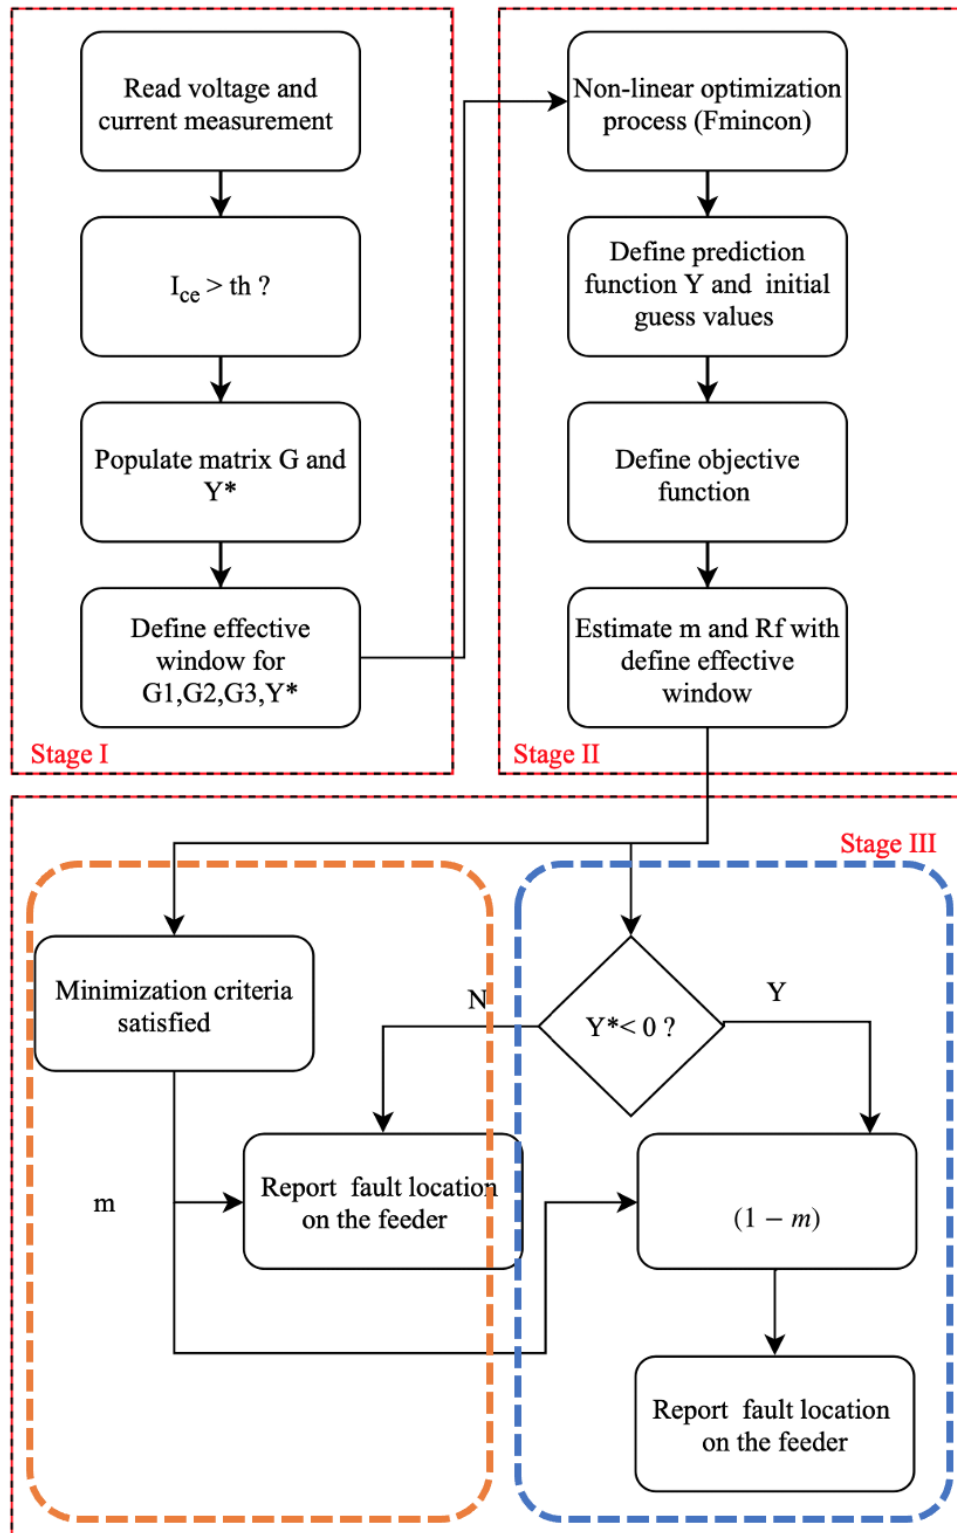 Read voltage and
current measurement
I_ce > th ?
Populate matrix G and
Y*
Define effective
window for
G1,G2,G3,Y*
Stage I
Non-linear optimization
process (Fmincon)
Define prediction
function Y and initial
guess values
Define objective
function
Estimate m and Rf with
define effective
window
Stage II
Stage III
Minimization criteria
satisfied
N
Y*< 0 ?
Y
m
Report fault location
on the feeder
(1 − m)
Report fault location
on the feeder